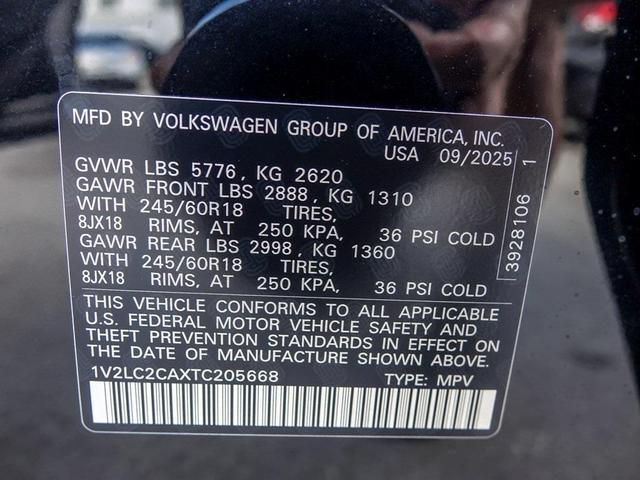 MFD BY VOLKSWAGEN GROUP OF AMERICA, INC.
USA 09/2025
GVWR LBS 5776, KG 2620
GAWR FRONT LBS 2888, KG 1310
WITH 245/60R18 TIRES,
8JX18 RIMS, AT 250 KPA, 36 PSI COLD
GAWR REAR LBS 2998, KG 1360
WITH 245/60R18 TIRES,
8JX18 RIMS, AT 250 KPA, 36 PSI COLD
THIS VEHICLE CONFORMS TO ALL APPLICABLE
U.S. FEDERAL MOTOR VEHICLE SAFETY AND
THEFT PREVENTION STANDARDS IN EFFECT ON
THE DATE OF MANUFACTURE SHOWN ABOVE.
1V2LC2CAXTC205668 TYPE: MPV
3928106 1